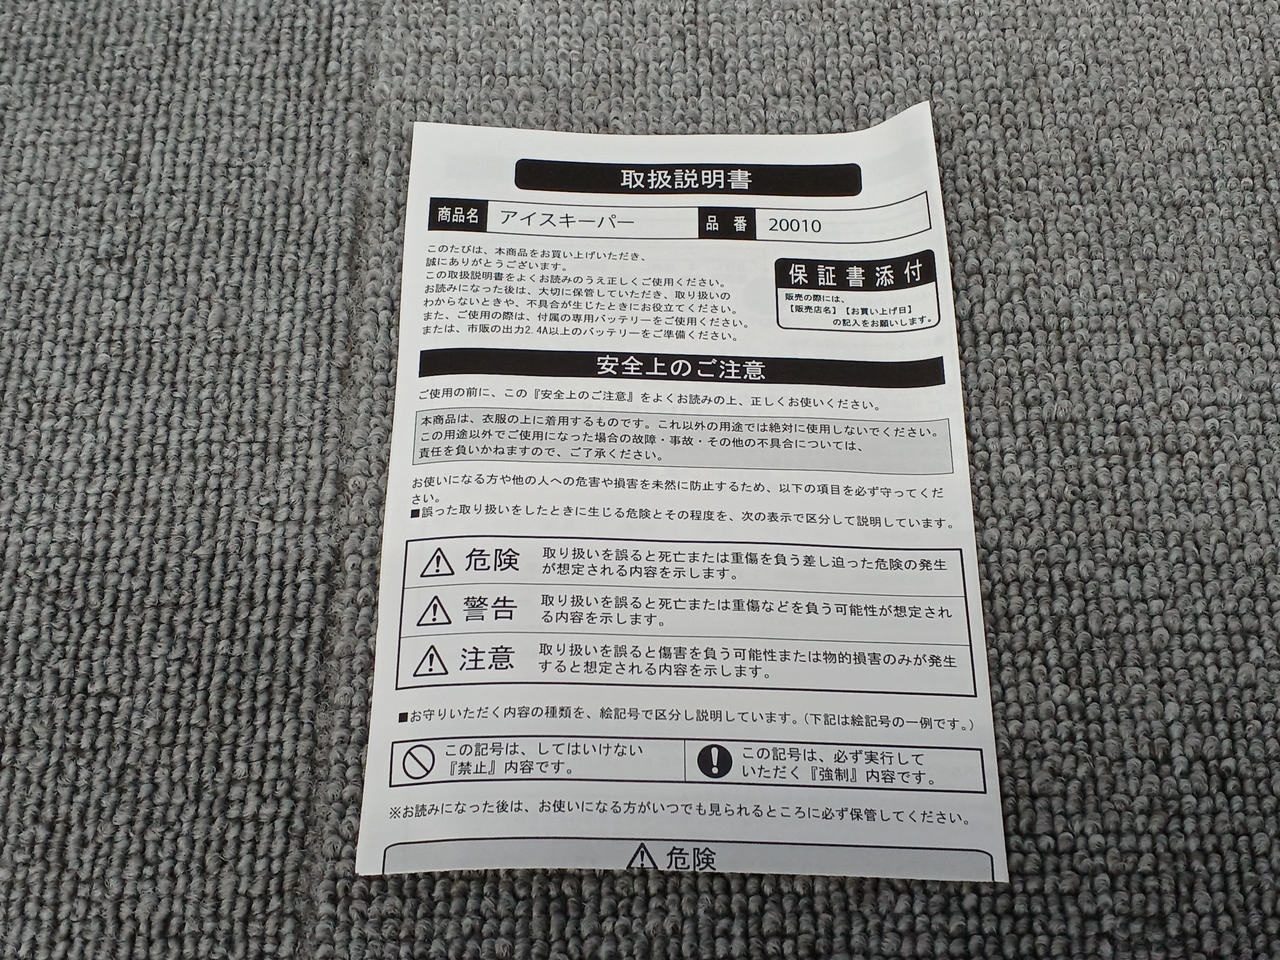 取扱説明書
商品名 アイスキーパー 品番 20010
このたびは、本商品をお買い上げいただき、
誠にありがとうございます。
この取扱説明書をよくお読みのうえ正しくご使用ください。
お読みになった後は、大切に保管していただき、取り扱いの
わからないときや、不具合が生じたときにお役立てください。
また、ご使用の際は、付属の専用バッテリーをご使用ください。
または、市販の出力2.4A以上のバッテリーをご準備ください。
保証書添付
販売の際には、
【販売店名】【お買い上げ日】
の記入をお願いします。
安全上のご注意
ご使用の前に、この『安全上のご注意』をよくお読みの上、正しくお使いください。
本商品は、衣服の上に着用するものです。これ以外の用途では絶対に使用しないでください。
この用途以外でご使用になった場合の故障・事故・その他の不具合については、
責任を負いかねますので、ご了承ください。
お使いになる方や他の人への危害や損害を未然に防止するため、以下の項目を必ず守ってくだ
さい。
■誤った取り扱いをしたときに生じる危険とその程度を、次の表示で区分して説明しています。
危険 取り扱いを誤ると死亡または重傷を負う差し迫った危険の発生
が想定される内容を示します。
警告 取り扱いを誤ると死亡または重傷などを負う可能性が想定され
る内容を示します。
注意 取り扱いを誤ると傷害を負う可能性または物的損害のみが発生
すると想定される内容を示します。
■お守りいただく内容の種類を、絵記号で区分し説明しています。（下記は絵記号の一例です。）
この記号は、してはいけない
『禁止』内容です。
この記号は、必ず実行して
いただく『強制』内容です。
※お読みになった後は、お使いになる方がいつでも見られるところに必ず保管してください。
危険